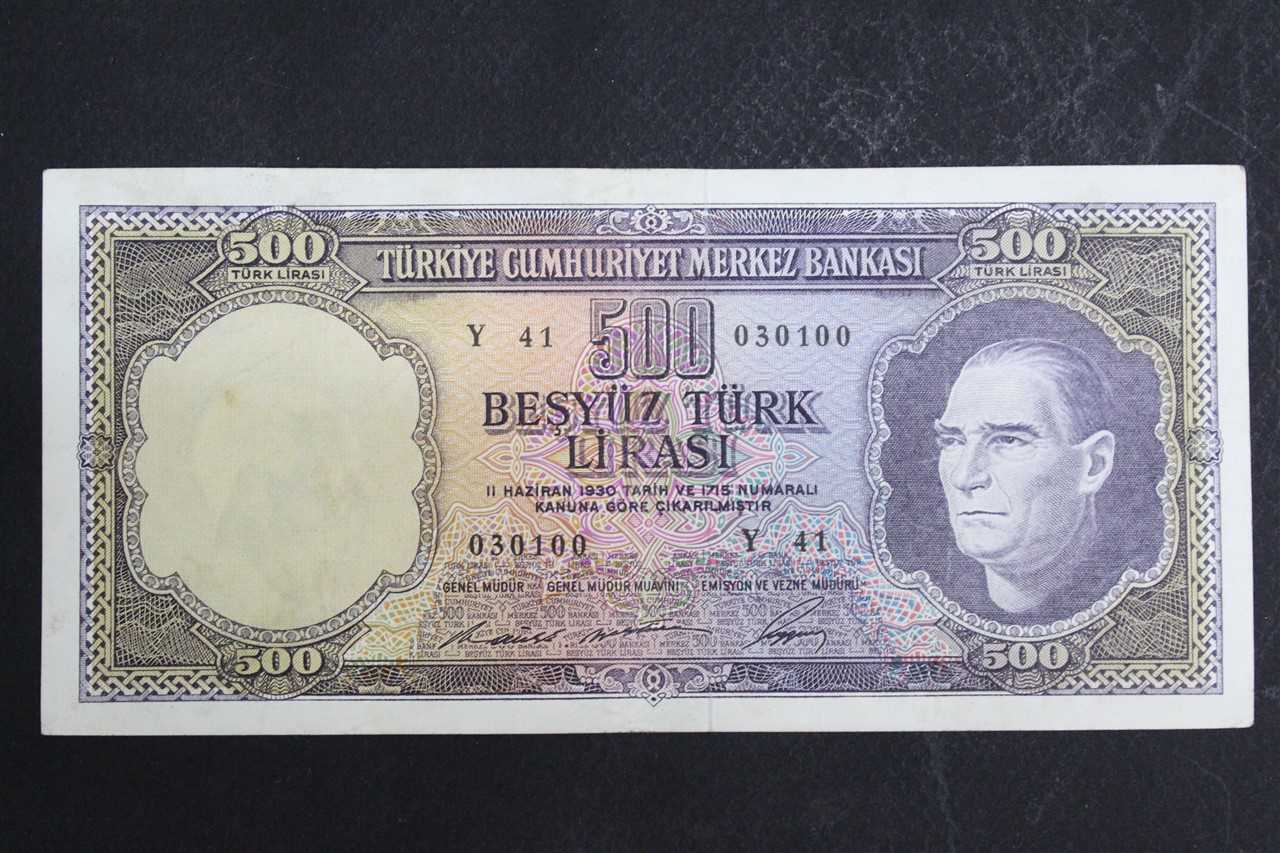 500 500
TÜRK LİRASI TÜRK LİRASI
TÜRKİYE CUMHURİYET MERKEZ BANKASI
Y 41 500 030100
BEŞYÜZ TÜRK
LİRASI
11 HAZİRAN 1930 TARİH VE 1715 NUMARALI
KANUNA GÖRE ÇIKARILMIŞTIR
030100 Y 41
GENEL MÜDÜR GENEL MÜDÜR MUAVİNİ EMİSYON VE VEZNE MÜDÜRÜ
500 500